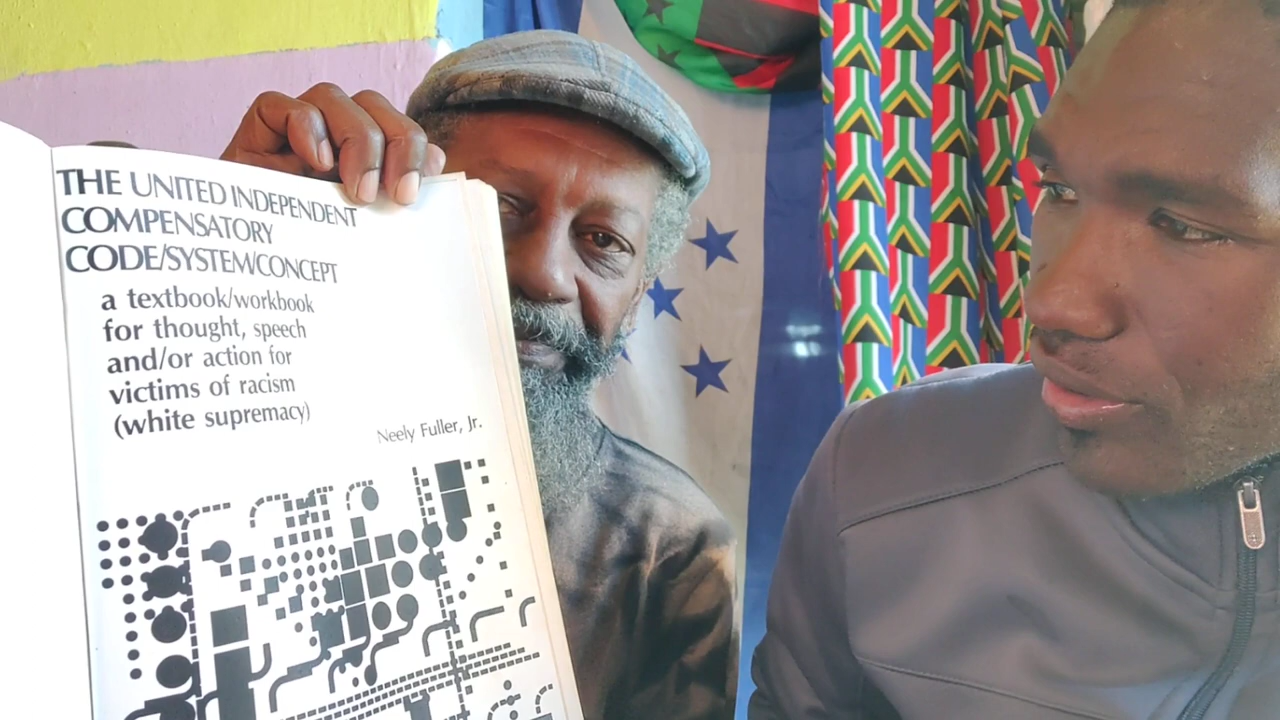 THE UNITED INDEPENDENT
COMPENSATORY
CODE/SYSTEM/CONCEPT
a textbook/workbook
for thought, speech
and/or action for
victims of racism
(white supremacy)
Neely Fuller, Jr.